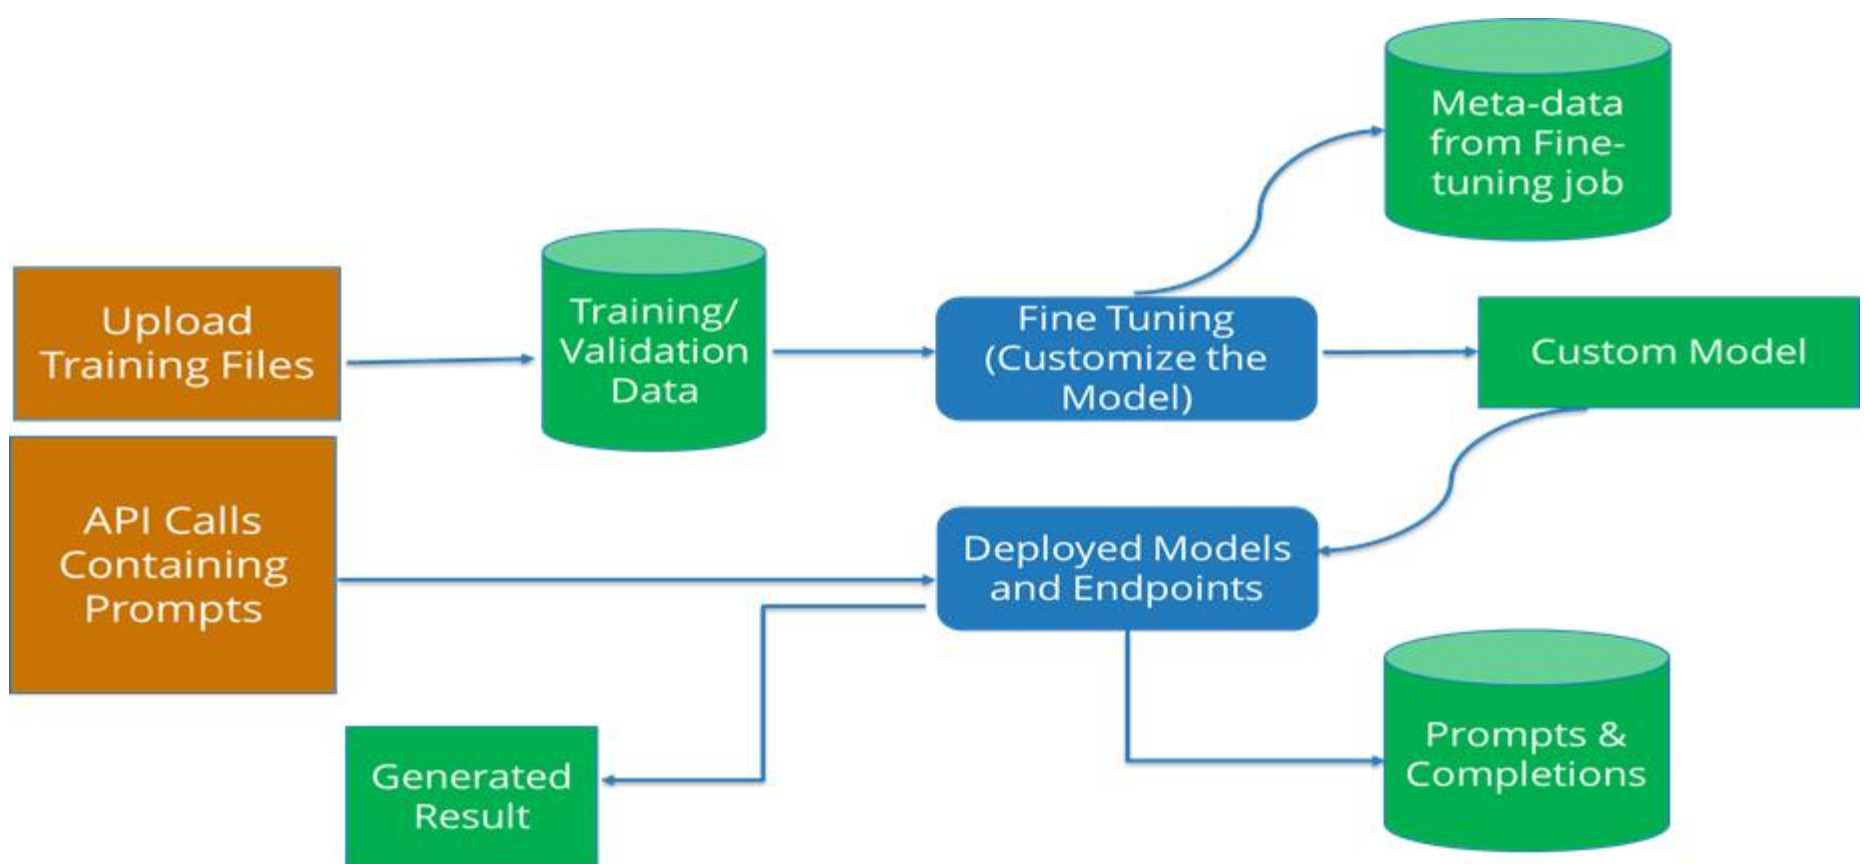 Meta-data
from Fine-
tuning job
Upload
Training Files
Training/
Validation
Data
Fine Tuning
(Customize the
Model)
Custom Model
API Calls
Containing
Prompts
Deployed Models
and Endpoints
Generated
Result
Prompts &
Completions